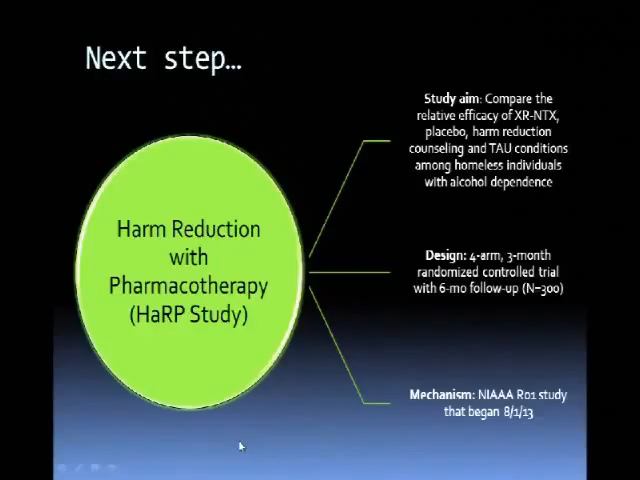 Next step…
Study aim: Compare the
relative efficacy of XR-NTX,
placebo, harm reduction
counseling and TAU conditions
among homeless individuals
with alcohol dependence
Harm Reduction
with
Pharmacotherapy
(HaRP Study)
Design: 4-arm, 3-month
randomized controlled trial
with 6-mo follow-up (N=300)
Mechanism: NIAAA R01 study
that began 8/1/13